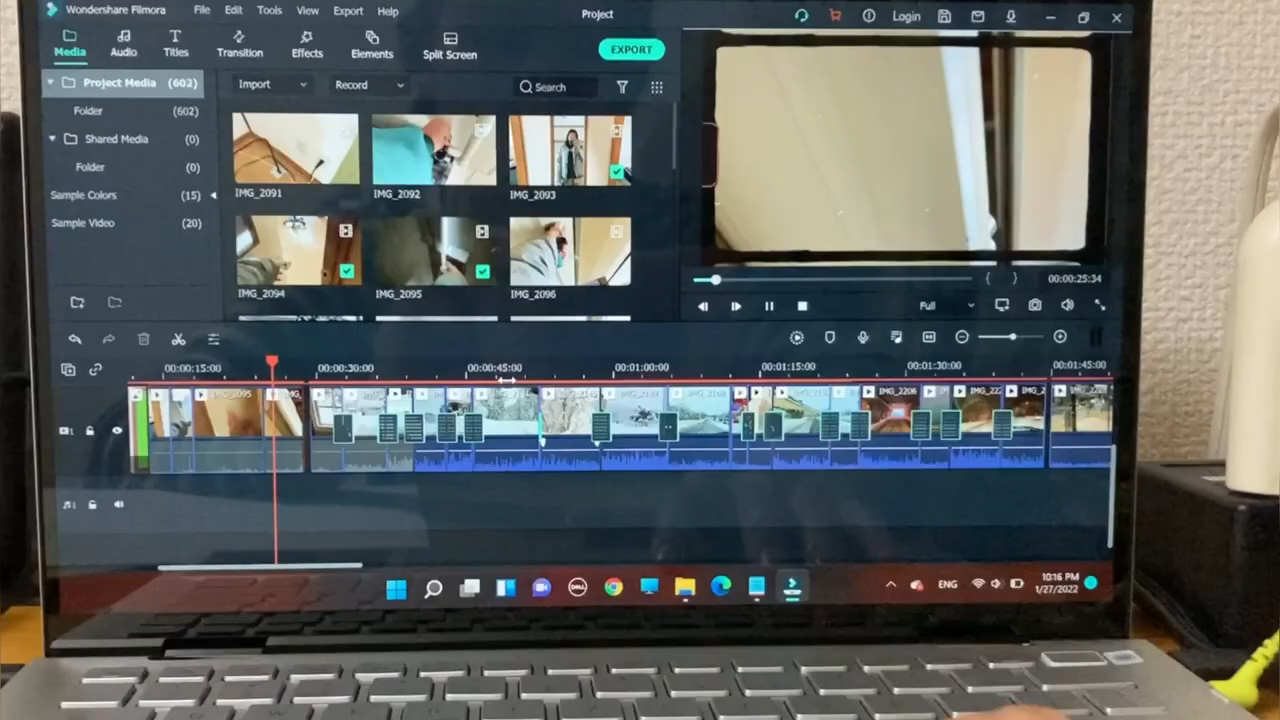 Wondershare Filmora File Edit Tools View Export Help Project Login
Media Audio Titles Transition Effects Elements Split Screen EXPORT
Project Media (602)
Folder (602)
Shared Media (0)
Folder (0)
Sample Colors (15)
Sample Video (20)
Import Record Search
IMG_2091 IMG_2092 IMG_2093
IMG_2094 IMG_2095 IMG_2096
{ } 00:00:25:34
Full
00:00:15:00 00:00:30:00 00:00:45:00 00:01:00:00 00:01:15:00 00:01:30:00 00:01:45:00
IMG_2206
1
1
DELL
ENG 10:16 PM
1/27/2022